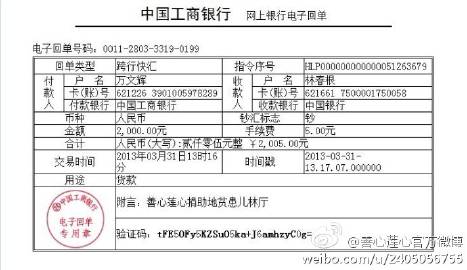 中国工商银行 网上银行电子回单
电子回单号码: 0011-2803-3319-0199
回单类型 跨行快汇 指令序号 HLP00000000000051263679
付款人 户 名 万文辉 收款人 户 名 林春根
卡(账)号 621226 3901005978289 卡(账)号 621661 7500001750058
付款银行 中国工商银行 收款银行 中国银行
币种 人民币 钞汇标志 钞
金额 2,000.00元 手续费 5.00元
合计 人民币(大写):贰仟零伍元整 ¥2,005.00元
交易时间 2013年03月31日13时16分 时间戳 2013-03-31-13.17.07.000000
用途 货款
附言: 善心莲心捐助地贫患儿林厅
验证码: tFE5OFy5KZSuO5ka+J6amhzyC0g=
中国工商银行
电子回单
专用章
@善心莲心官方微博
weibo.com/u/2405056755